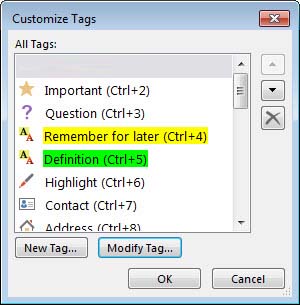 Customize Tags
All Tags:
Important (Ctrl+2)
Question (Ctrl+3)
Remember for later (Ctrl+4)
Definition (Ctrl+5)
Highlight (Ctrl+6)
Contact (Ctrl+7)
Address (Ctrl+8)
New Tag...
Modify Tag...
OK
Cancel